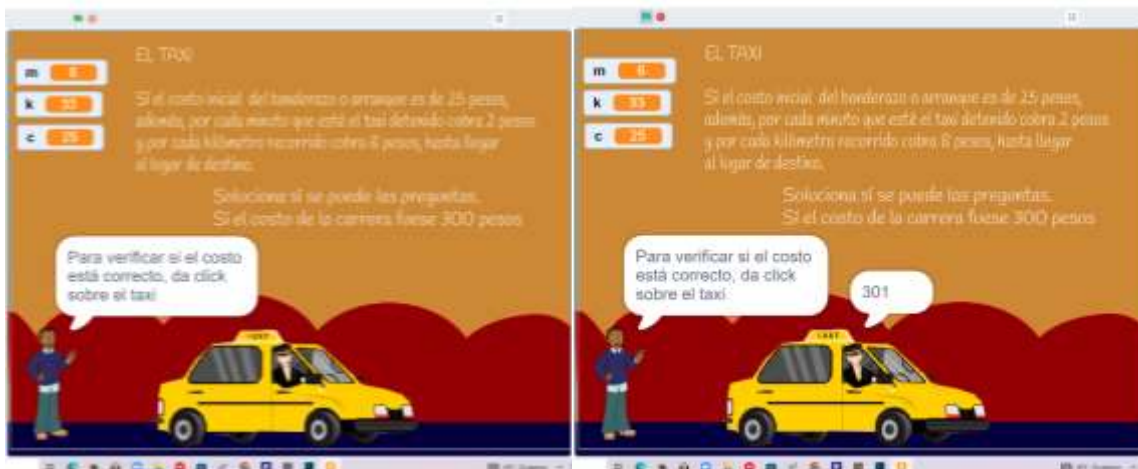 EL TAXI
m 6
k 33
c 25
Si el costo inicial del banderazo o arranque es de 25 pesos,
además, por cada minuto que esté el taxi detenido cobra 2 pesos
y por cada kilómetro recorrido cobra 8 pesos, hasta llegar
al lugar de destino.
Soluciona si se puede las preguntas.
Si el costo de la carrera fuese 300 pesos
Para verificar si el costo
está correcto, da click
sobre el taxi
TAXI
EL TAXI
m 6
k 33
c 25
Si el costo inicial del banderazo o arranque es de 25 pesos,
además, por cada minuto que esté el taxi detenido cobra 2 pesos
y por cada kilómetro recorrido cobra 8 pesos, hasta llegar
al lugar de destino.
Soluciona si se puede las preguntas.
Si el costo de la carrera fuese 300 pesos
Para verificar si el costo
está correcto, da click
sobre el taxi
301
TAXI